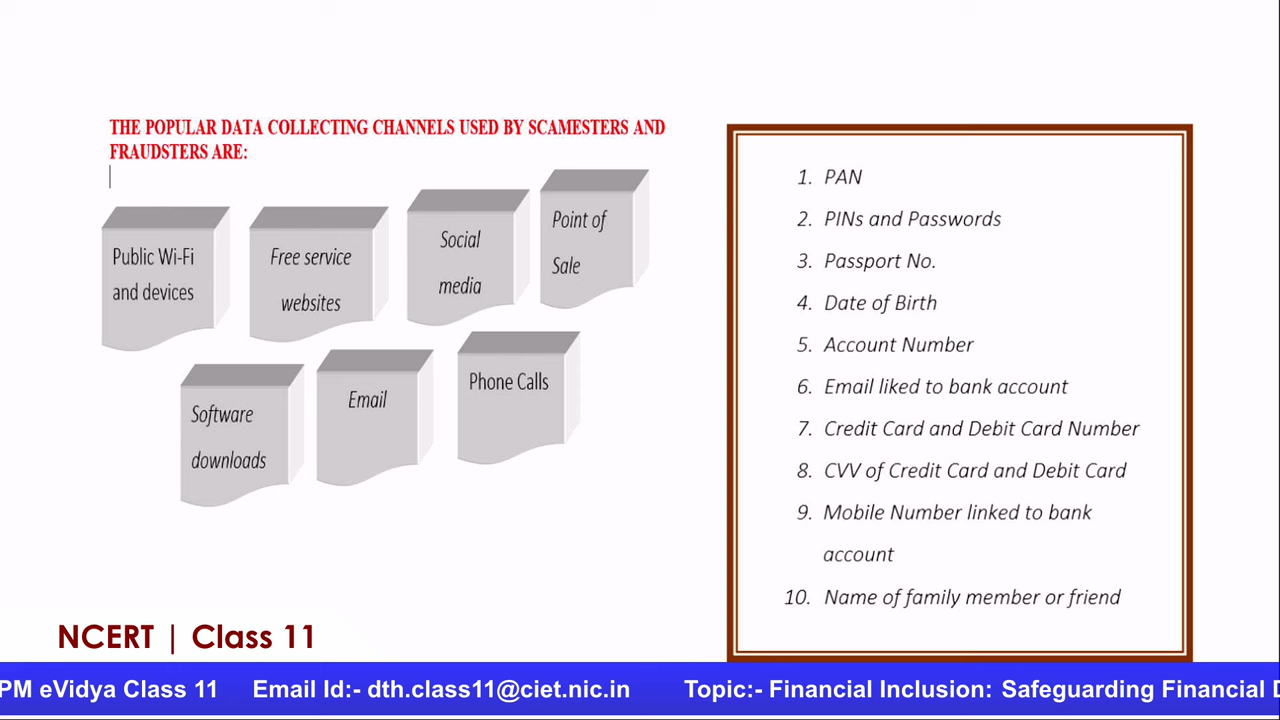 THE POPULAR DATA COLLECTING CHANNELS USED BY SCAMESTERS AND
FRAUDSTERS ARE:
Public Wi-Fi
and devices
Free service
websites
Social
media
Point of
Sale
Software
downloads
Email
Phone Calls
1. PAN
2. PINs and Passwords
3. Passport No.
4. Date of Birth
5. Account Number
6. Email liked to bank account
7. Credit Card and Debit Card Number
8. CVV of Credit Card and Debit Card
9. Mobile Number linked to bank
account
10. Name of family member or friend
NCERT | Class 11
PM eVidya Class 11 Email Id:- dth.class11@ciet.nic.in Topic:- Financial Inclusion: Safeguarding Financial